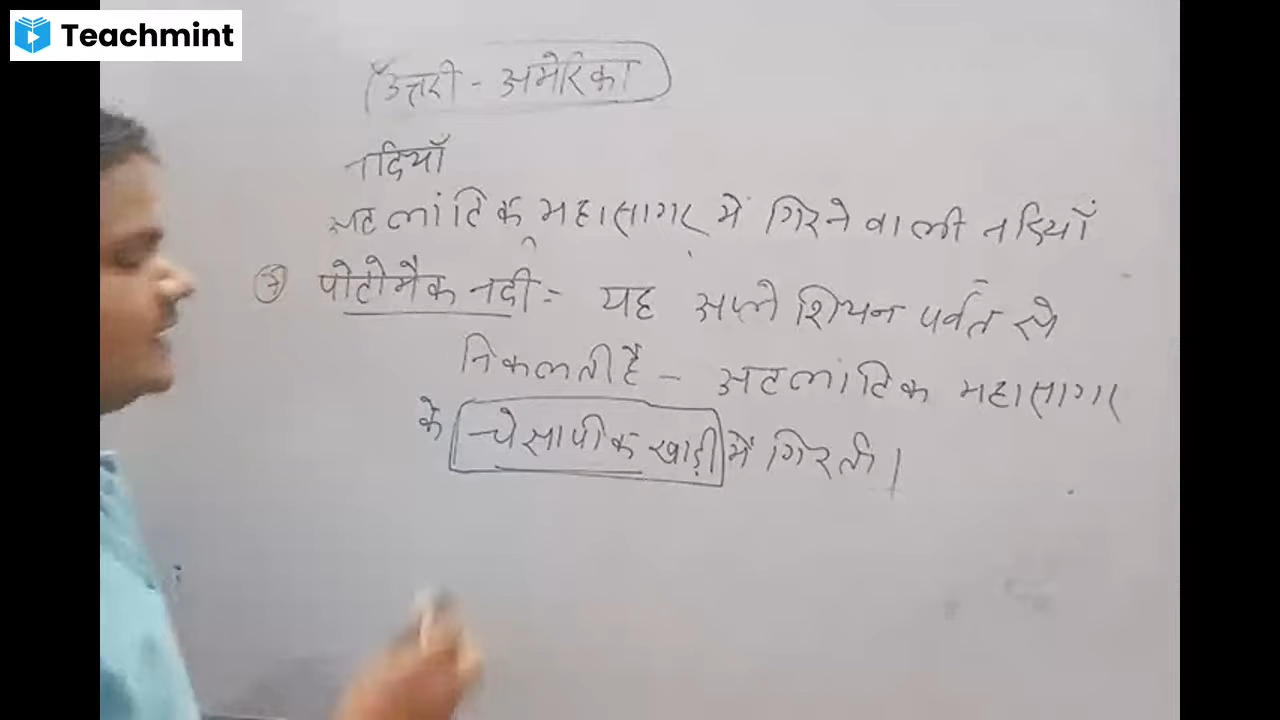 Teachmint
उत्तरी - अमेरिका
नदियाँ
अटलांटिक महासागर में गिरने वाली नदियाँ
पोटोमैक नदी :- यह अप्लेशियन पर्वत से
निकलती है - अटलांटिक महासागर
के चेसापीक खाड़ी में गिरती।